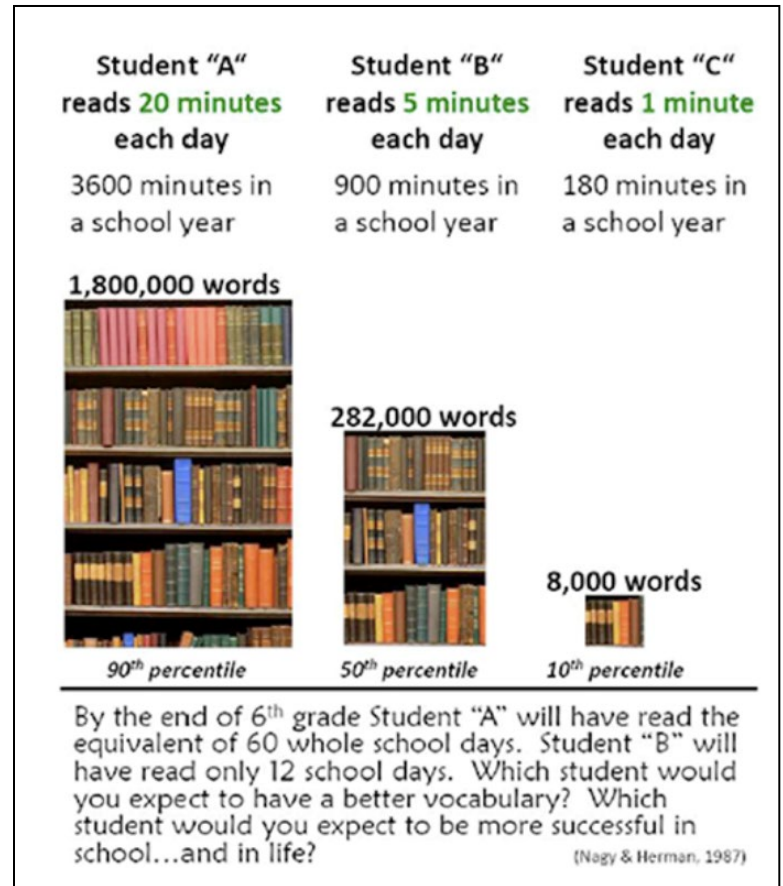 Student “A“
reads 20 minutes
each day
3600 minutes in
a school year
1,800,000 words
90th percentile
Student “B“
reads 5 minutes
each day
900 minutes in
a school year
282,000 words
50th percentile
Student “C“
reads 1 minute
each day
180 minutes in
a school year
8,000 words
10th percentile
By the end of 6th grade Student “A” will have read the
equivalent of 60 whole school days. Student “B” will
have read only 12 school days. Which student would
you expect to have a better vocabulary? Which
student would you expect to be more successful in
school...and in life?
(Nagy & Herman, 1987)